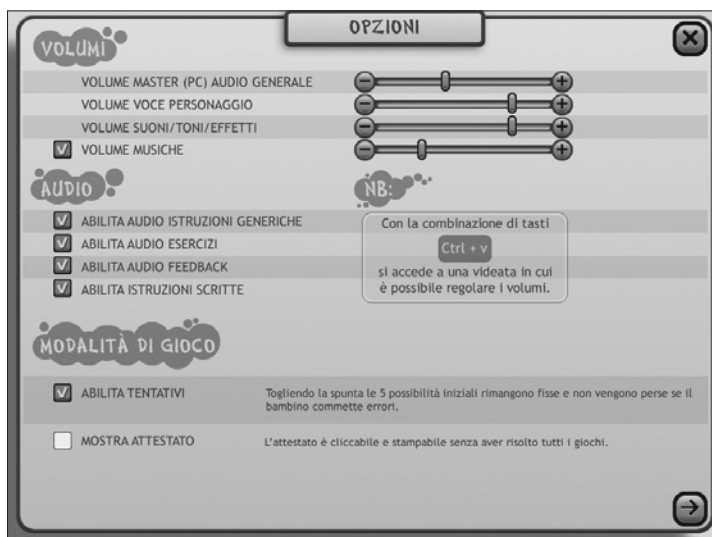 OPZIONI
VOLUMI
VOLUME MASTER (PC) AUDIO GENERALE
VOLUME VOCE PERSONAGGIO
VOLUME SUONI/TONI/EFFETTI
VOLUME MUSICHE
AUDIO
ABILITA AUDIO ISTRUZIONI GENERICHE
ABILITA AUDIO ESERCIZI
ABILITA AUDIO FEEDBACK
ABILITA ISTRUZIONI SCRITTE
NB:
Con la combinazione di tasti
Ctrl + v
si accede a una videata in cui
è possibile regolare i volumi.
MODALITÀ DI GIOCO
ABILITA TENTATIVI
Togliendo la spunta le 5 possibilità iniziali rimangono fisse e non vengono perse se il
bambino commette errori.
MOSTRA ATTESTATO
L'attestato è cliccabile e stampabile senza aver risolto tutti i giochi.